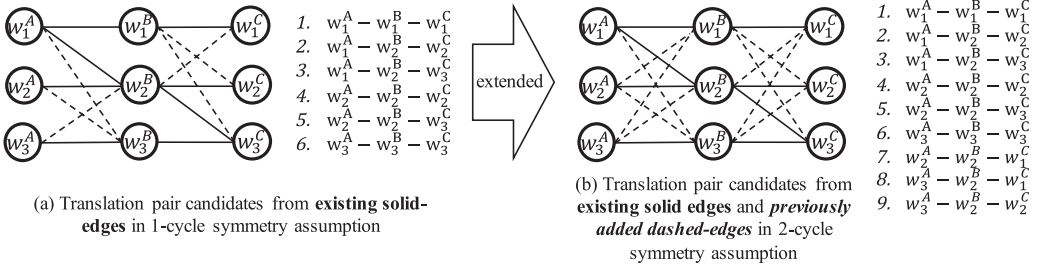 w₁ᴬ w₁ᴮ w₁ᶜ
w₂ᴬ w₂ᴮ w₂ᶜ
w₃ᴬ w₃ᴮ w₃ᶜ
1. w₁ᴬ − w₁ᴮ − w₁ᶜ
2. w₁ᴬ − w₂ᴮ − w₂ᶜ
3. w₁ᴬ − w₂ᴮ − w₃ᶜ
4. w₂ᴬ − w₂ᴮ − w₂ᶜ
5. w₂ᴬ − w₂ᴮ − w₃ᶜ
6. w₃ᴬ − w₃ᴮ − w₃ᶜ
(a) Translation pair candidates from existing solid-
edges in 1-cycle symmetry assumption
extended
w₁ᴬ w₁ᴮ w₁ᶜ
w₂ᴬ w₂ᴮ w₂ᶜ
w₃ᴬ w₃ᴮ w₃ᶜ
1. w₁ᴬ − w₁ᴮ − w₁ᶜ
2. w₁ᴬ − w₂ᴮ − w₂ᶜ
3. w₁ᴬ − w₂ᴮ − w₃ᶜ
4. w₂ᴬ − w₂ᴮ − w₂ᶜ
5. w₂ᴬ − w₂ᴮ − w₃ᶜ
6. w₃ᴬ − w₃ᴮ − w₃ᶜ
7. w₂ᴬ − w₂ᴮ − w₁ᶜ
8. w₃ᴬ − w₂ᴮ − w₁ᶜ
9. w₃ᴬ − w₂ᴮ − w₂ᶜ
(b) Translation pair candidates from
existing solid edges and previously
added dashed-edges in 2-cycle
symmetry assumption